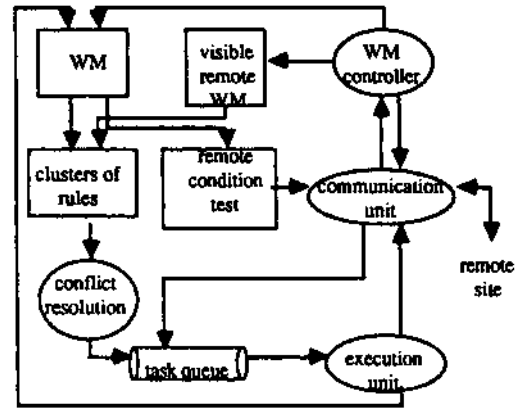 WM
visible
remote
WM
WM
controller
clusters of
rules
remote
condition
test
communication
unit
conflict
resolution
remote
site
task queue
execution
unit